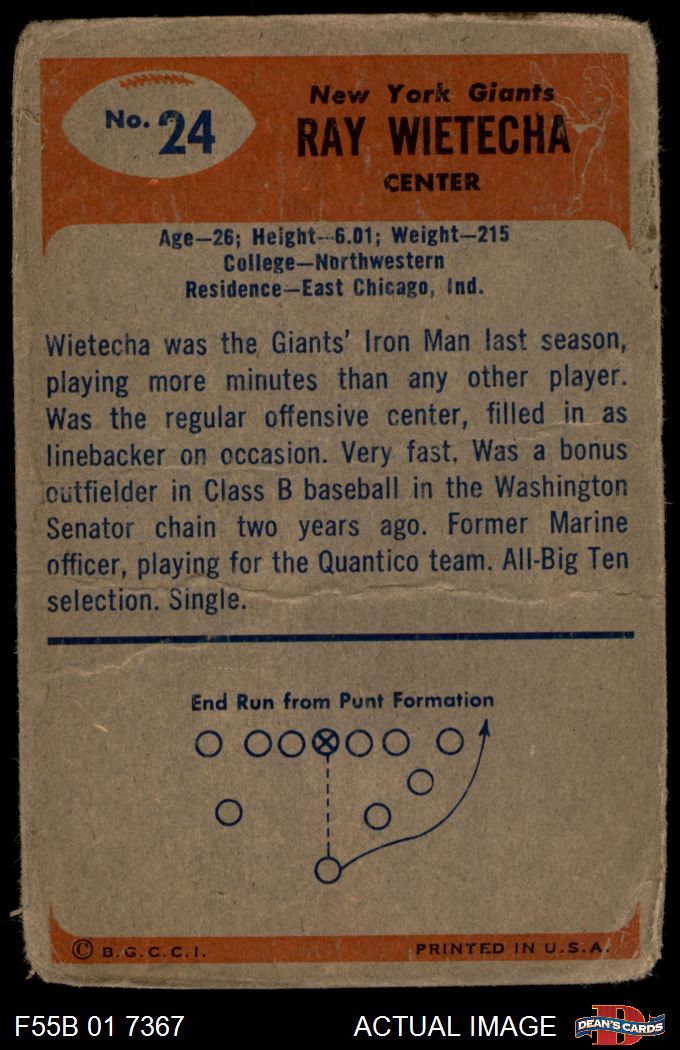 No. 24
New York Giants
RAY WIETECHA
CENTER
Age—26; Height—6.01; Weight—215
College—Northwestern
Residence—East Chicago, Ind.
Wietecha was the Giants' Iron Man last season,
playing more minutes than any other player.
Was the regular offensive center, filled in as
linebacker on occasion. Very fast. Was a bonus
outfielder in Class B baseball in the Washington
Senator chain two years ago. Former Marine
officer, playing for the Quantico team. All-Big Ten
selection. Single.
End Run from Punt Formation
© B.G.C.C.I.
PRINTED IN U.S.A.
F55B 01 7367
ACTUAL IMAGE
DEAN'S CARDS